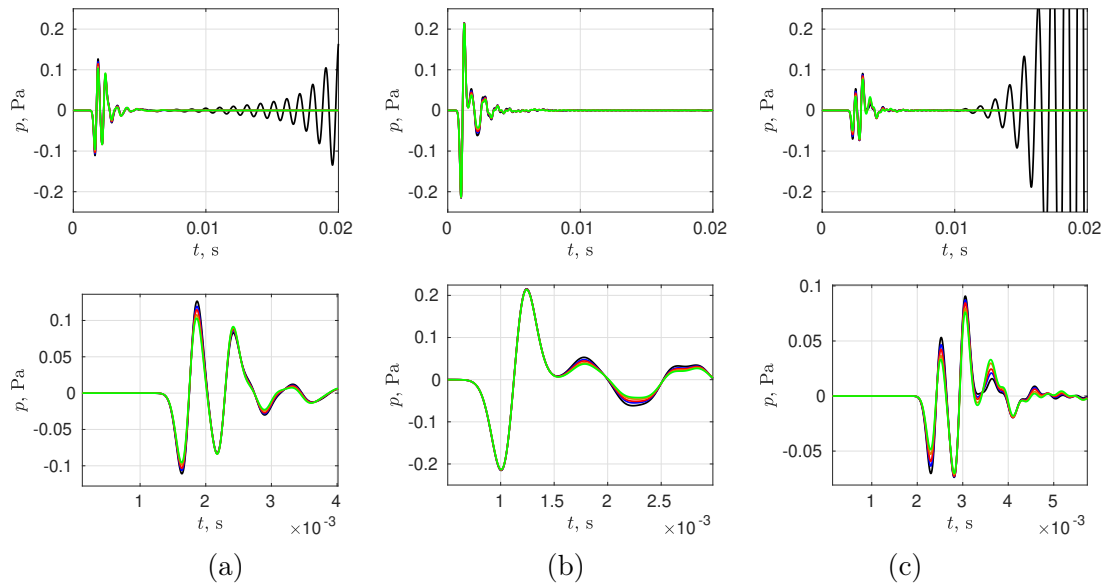 0.2 0.2 0.2
0.1 0.1 0.1
p, Pa 0 p, Pa 0 p, Pa 0
-0.1 -0.1 -0.1
-0.2 -0.2 -0.2
0 0.01 0.02 0 0.01 0.02 0 0.01 0.02
t, s t, s t, s
0.1 0.2 0.1
0.05 0.1 0.05
p, Pa 0 p, Pa 0 p, Pa 0
-0.05 -0.1 -0.05
-0.1 -0.2
1 2 3 4 1 1.5 2 2.5 1 2 3 4 5
t, s ×10⁻³ t, s ×10⁻³ t, s ×10⁻³
(a) (b) (c)